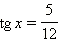 tg x = 5/12